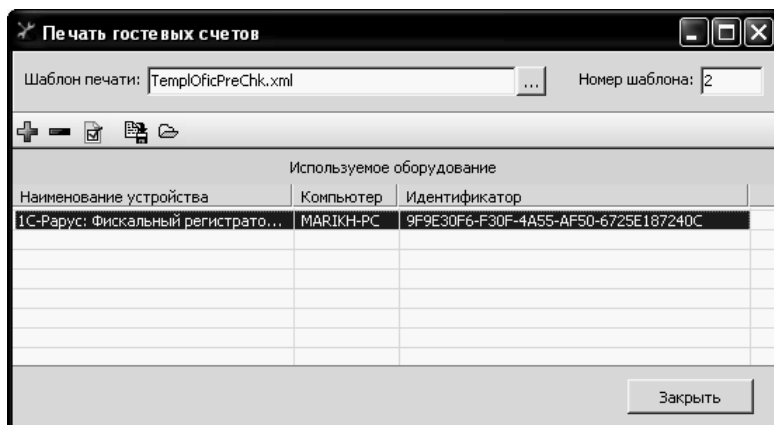 Печать гостевых счетов
Шаблон печати: TemplOficPreChk.xml ... Номер шаблона: 2
Используемое оборудование
Наименование устройства Компьютер Идентификатор
1С-Рарус: Фискальный регистрато... MARIKH-PC 9F9E30F6-F30F-4A55-AF50-6725E187240C
Закрыть